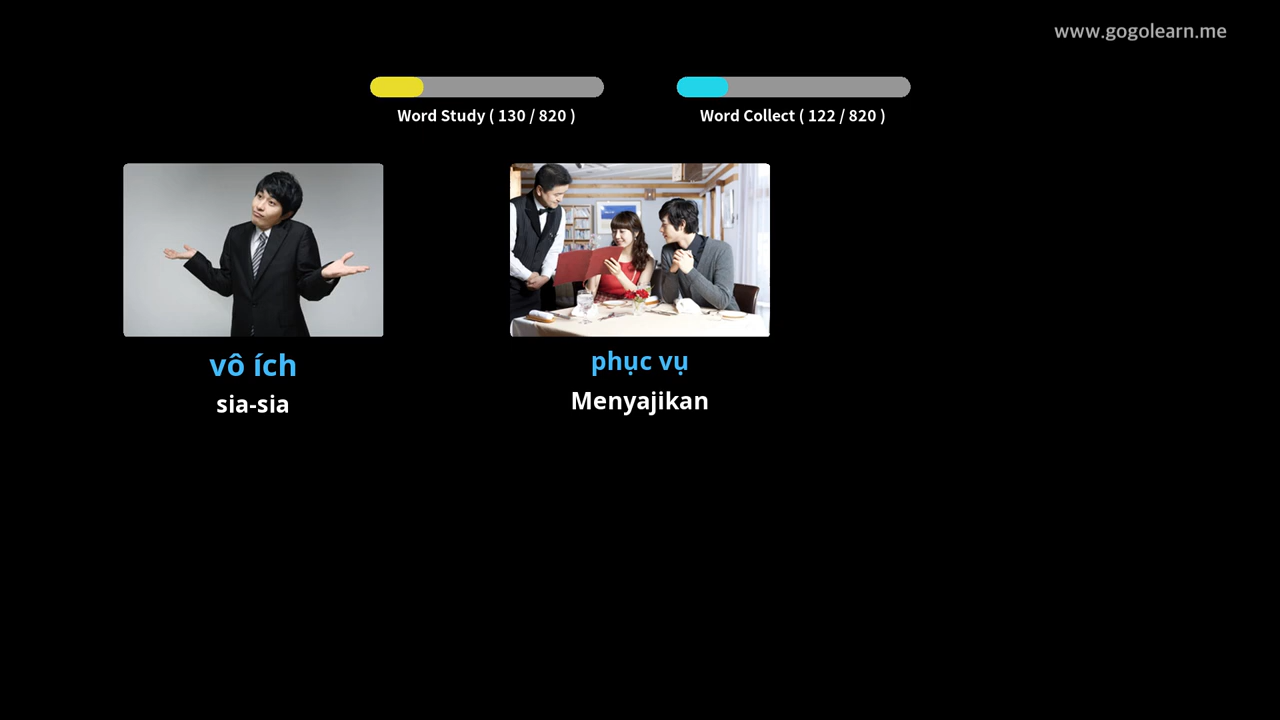 www.gogolearn.me
Word Study ( 130 / 820 )
Word Collect ( 122 / 820 )
vô ích
sia-sia
phục vụ
Menyajikan